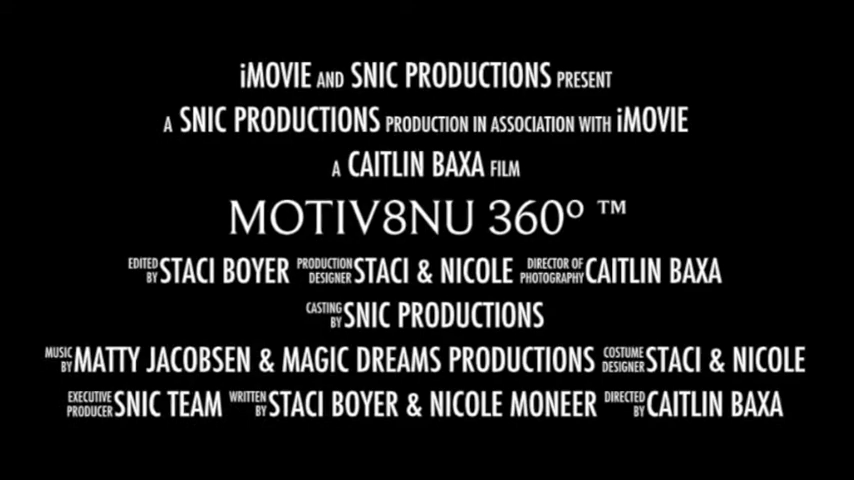 iMOVIE AND SNIC PRODUCTIONS PRESENT
A SNIC PRODUCTIONS PRODUCTION IN ASSOCIATION WITH iMOVIE
A CAITLIN BAXA FILM
MOTIV8NU 360º ™
EDITED BY STACI BOYER PRODUCTION DESIGNER STACI & NICOLE DIRECTOR OF PHOTOGRAPHY CAITLIN BAXA
CASTING BY SNIC PRODUCTIONS
MUSIC BY MATTY JACOBSEN & MAGIC DREAMS PRODUCTIONS COSTUME DESIGNER STACI & NICOLE
EXECUTIVE PRODUCER SNIC TEAM WRITTEN BY STACI BOYER & NICOLE MONEER DIRECTED BY CAITLIN BAXA